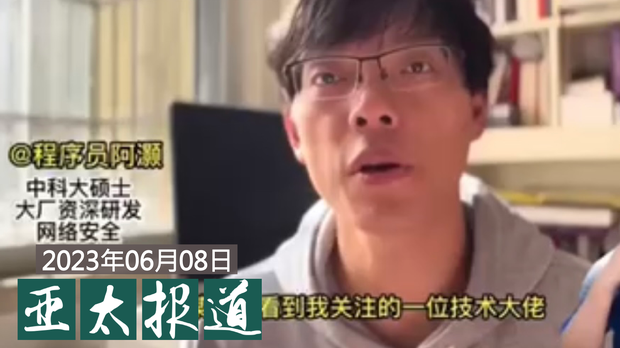 @程序员阿灏
中科大硕士
大厂资深研发
网络安全
2023年06月08日
看到我关注的一位技术大佬
亚太报道